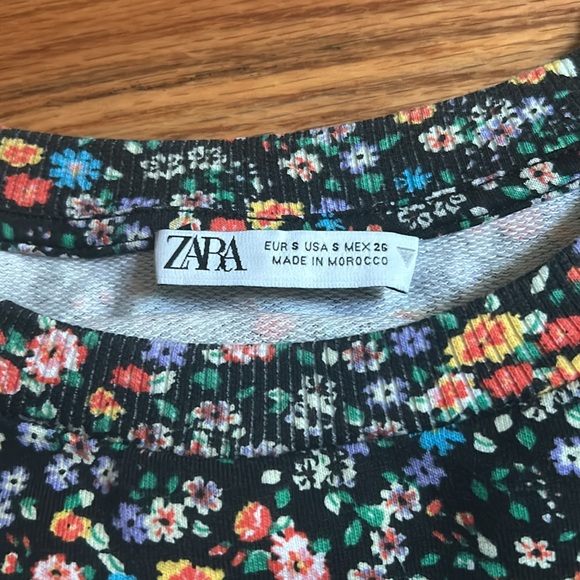 ZARA
EUR S USA S MEX 26
MADE IN MOROCCO